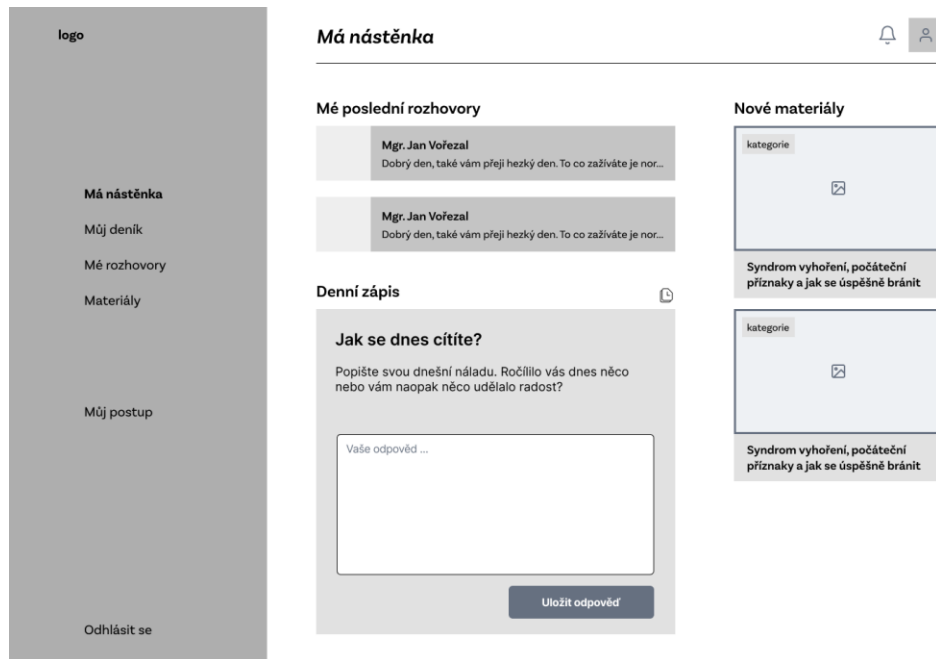 logo
Má nástěnka
Můj deník
Mé rozhovory
Materiály
Můj postup
Odhlásit se
Má nástěnka
Mé poslední rozhovory
Mgr. Jan Vořezal
Dobrý den, také vám přeji hezký den. To co zažíváte je nor...
Mgr. Jan Vořezal
Dobrý den, také vám přeji hezký den. To co zažíváte je nor...
Denní zápis
Jak se dnes cítíte?
Popište svou dnešní náladu. Ročílilo vás dnes něco
nebo vám naopak něco udělalo radost?
Vaše odpověd ...
Uložit odpověď
Nové materiály
kategorie
Syndrom vyhoření, počáteční
příznaky a jak se úspěšně bránit
kategorie
Syndrom vyhoření, počáteční
příznaky a jak se úspěšně bránit